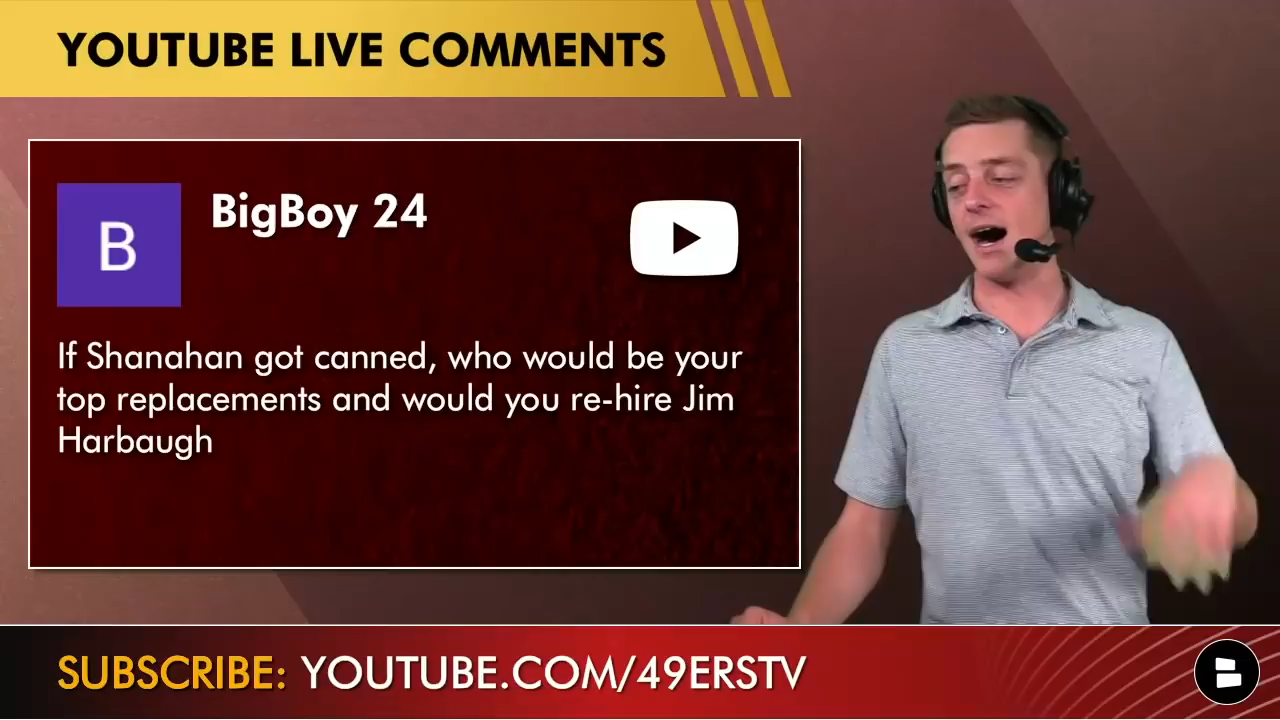 YOUTUBE LIVE COMMENTS
B
BigBoy 24
If Shanahan got canned, who would be your
top replacements and would you re-hire Jim
Harbaugh
SUBSCRIBE: YOUTUBE.COM/49ERSTV